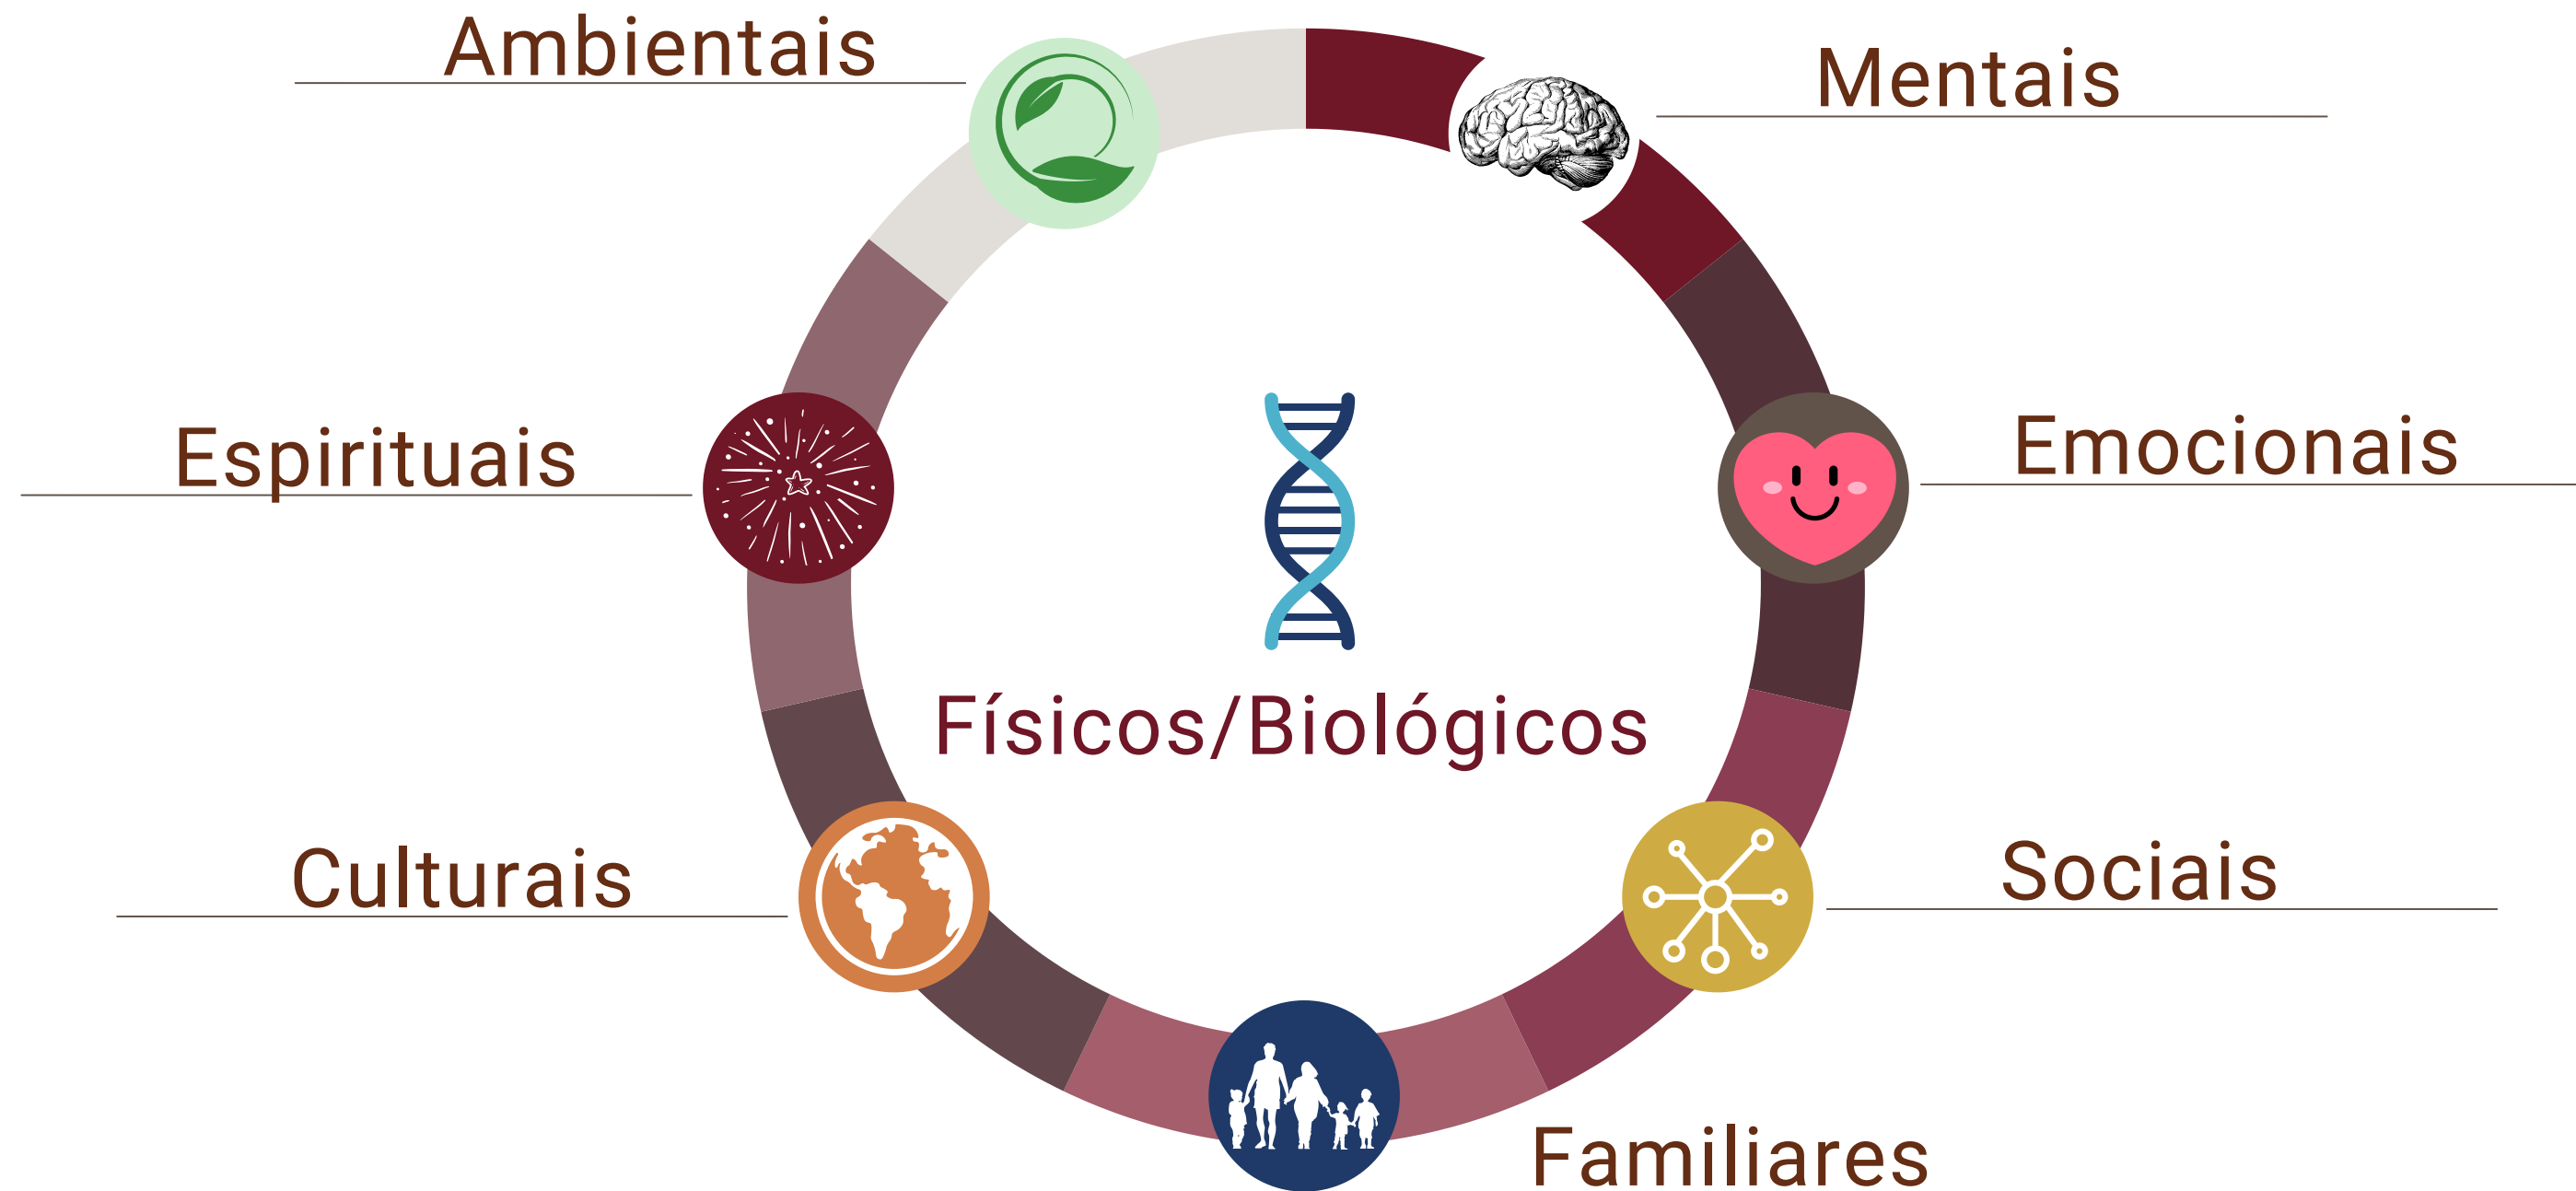 Ambientais
Mentais
Espirituais
Emocionais
Físicos/Biológicos
Culturais
Sociais
Familiares